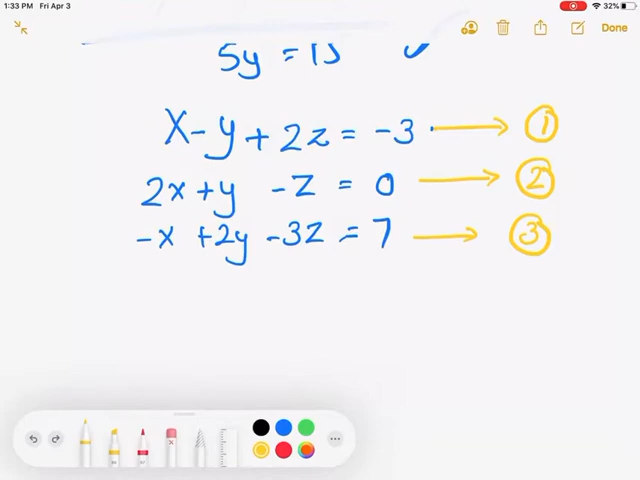 1:33 PM Fri Apr 3 32%
Done
5y = 15
x - y + 2z = -3 → ①
2x + y - z = 0 → ②
-x + 2y - 3z = 7 → ③